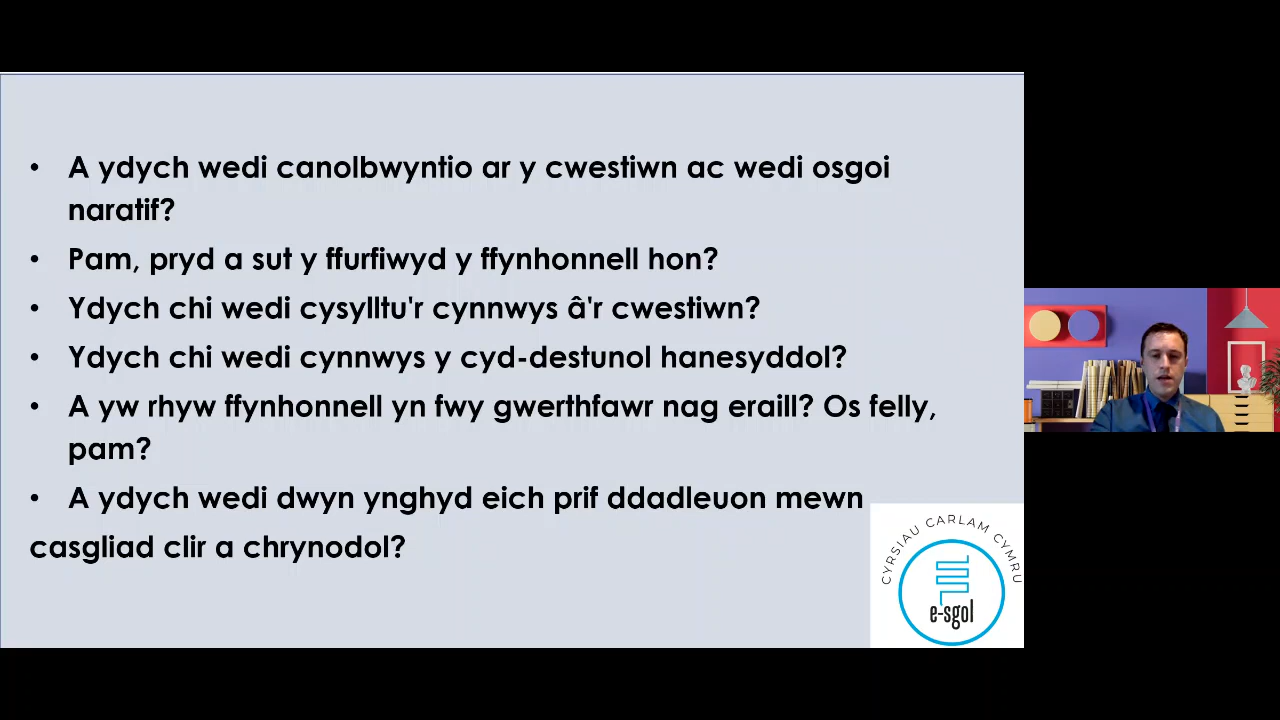 • A ydych wedi canolbwyntio ar y cwestiwn ac wedi osgoi
naratif?
• Pam, pryd a sut y ffurfiwyd y ffynhonnell hon?
• Ydych chi wedi cysylltu'r cynnwys â'r cwestiwn?
• Ydych chi wedi cynnwys y cyd-destunol hanesyddol?
• A yw rhyw ffynhonnell yn fwy gwerthfawr nag eraill? Os felly,
pam?
• A ydych wedi dwyn ynghyd eich prif ddadleuon mewn
casgliad clir a chrynodol?
CYRSIAU CARLAM CYMRU
e-sgol